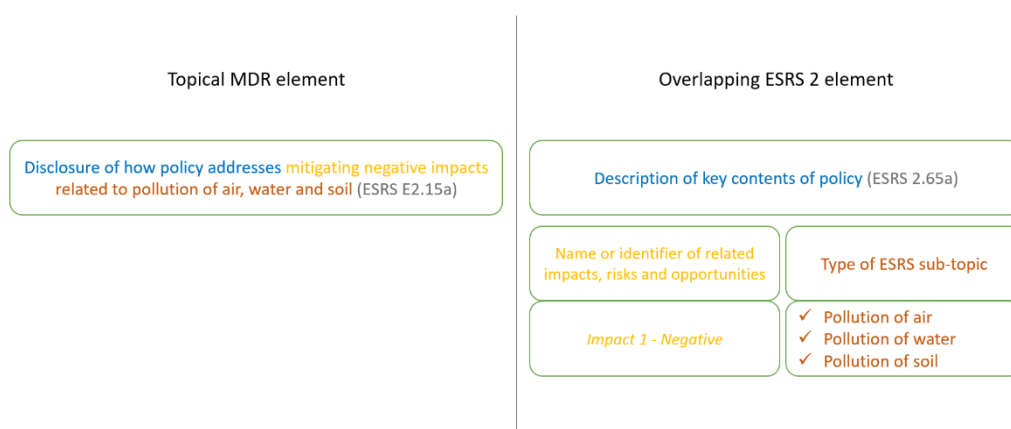 Topical MDR element
Overlapping ESRS 2 element
Disclosure of how policy addresses mitigating negative impacts
related to pollution of air, water and soil (ESRS E2.15a)
Description of key contents of policy (ESRS 2.65a)
Name or identifier of related
impacts, risks and opportunities
Type of ESRS sub-topic
Impact 1 - Negative
✓ Pollution of air
✓ Pollution of water
✓ Pollution of soil